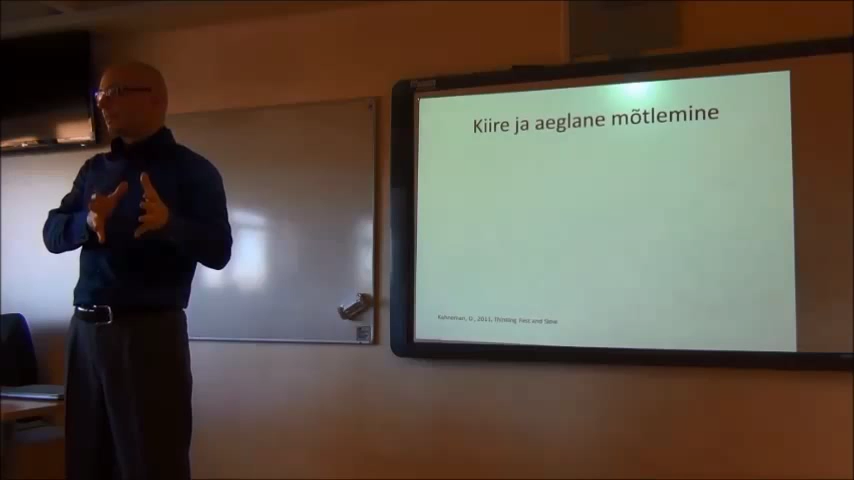 Kiire ja aeglane mõtlemine
Kahneman, D., 2011, Thinking Fast and Slow